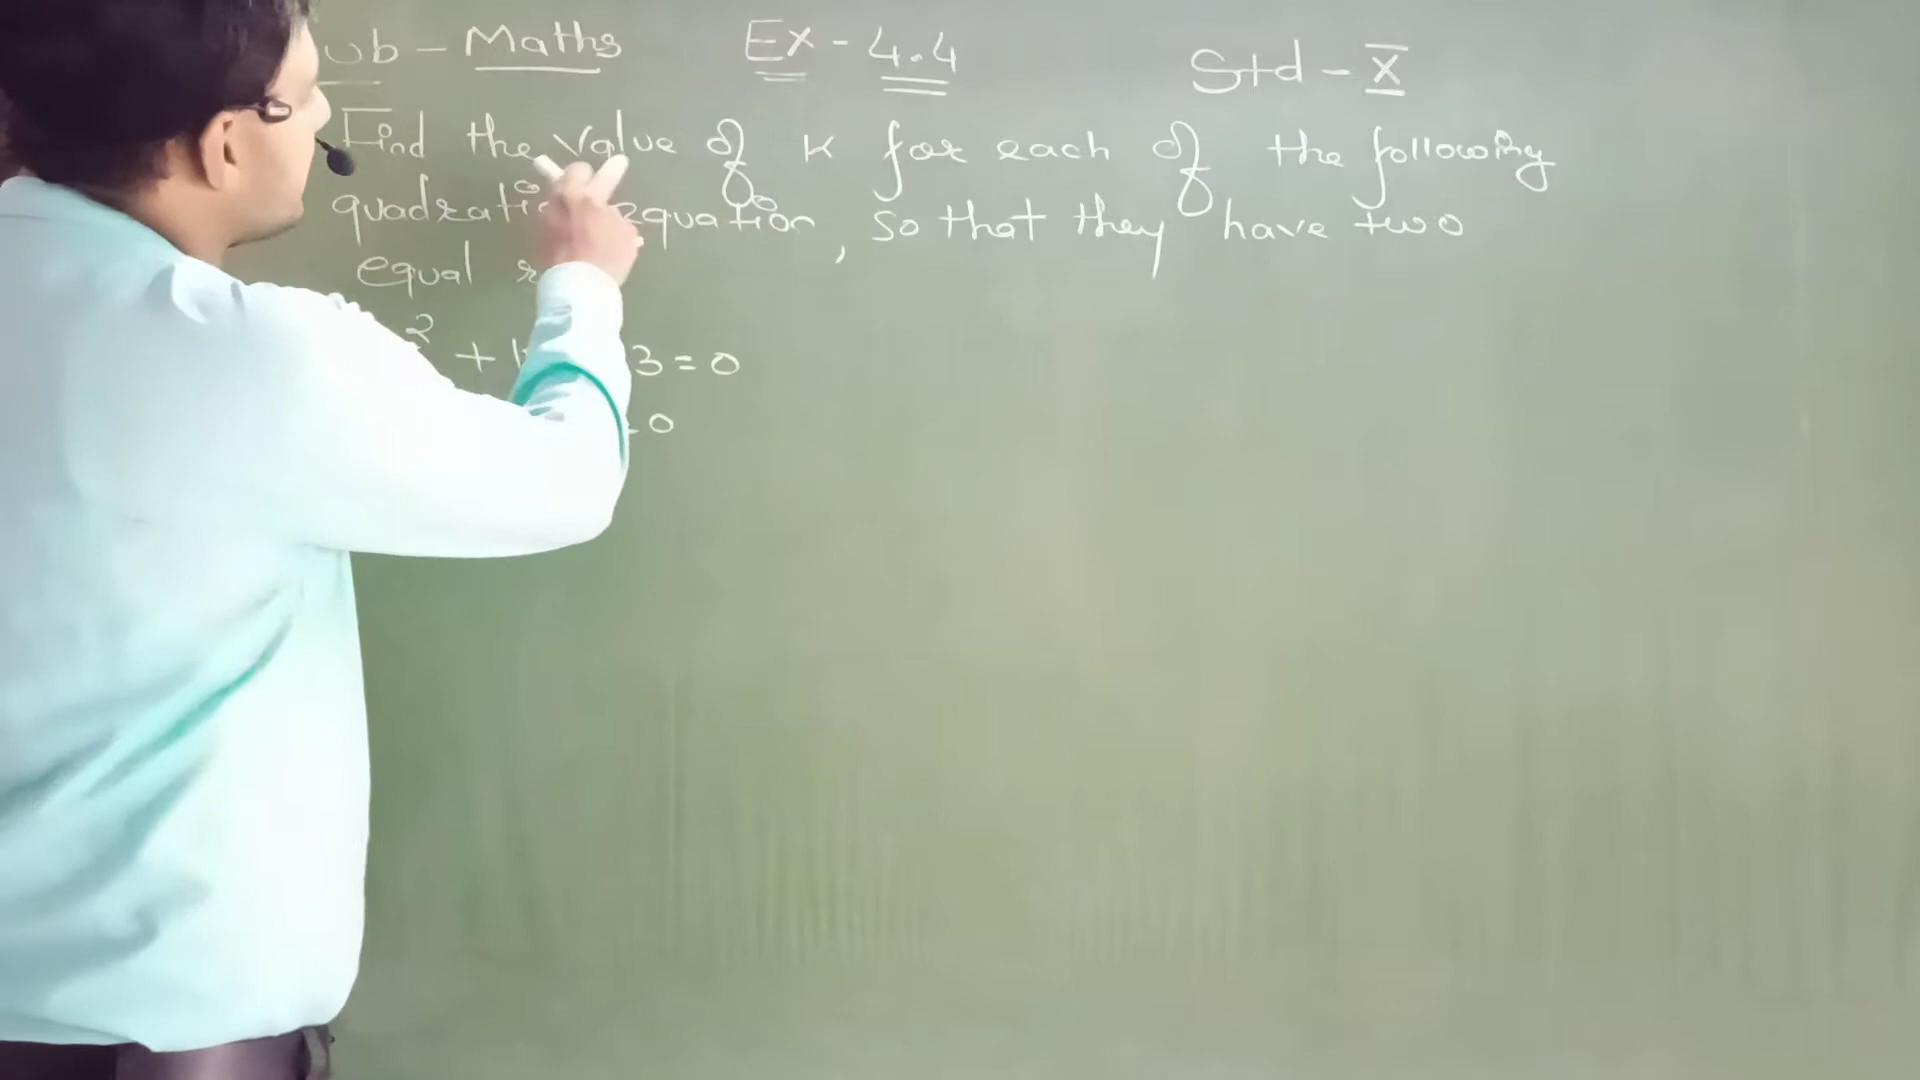 ub - Maths Ex - 4.4 Std - X
Find the value of K for each of the following
quadratic equation, so that they have two
equal
2 + 3 = 0
= 0